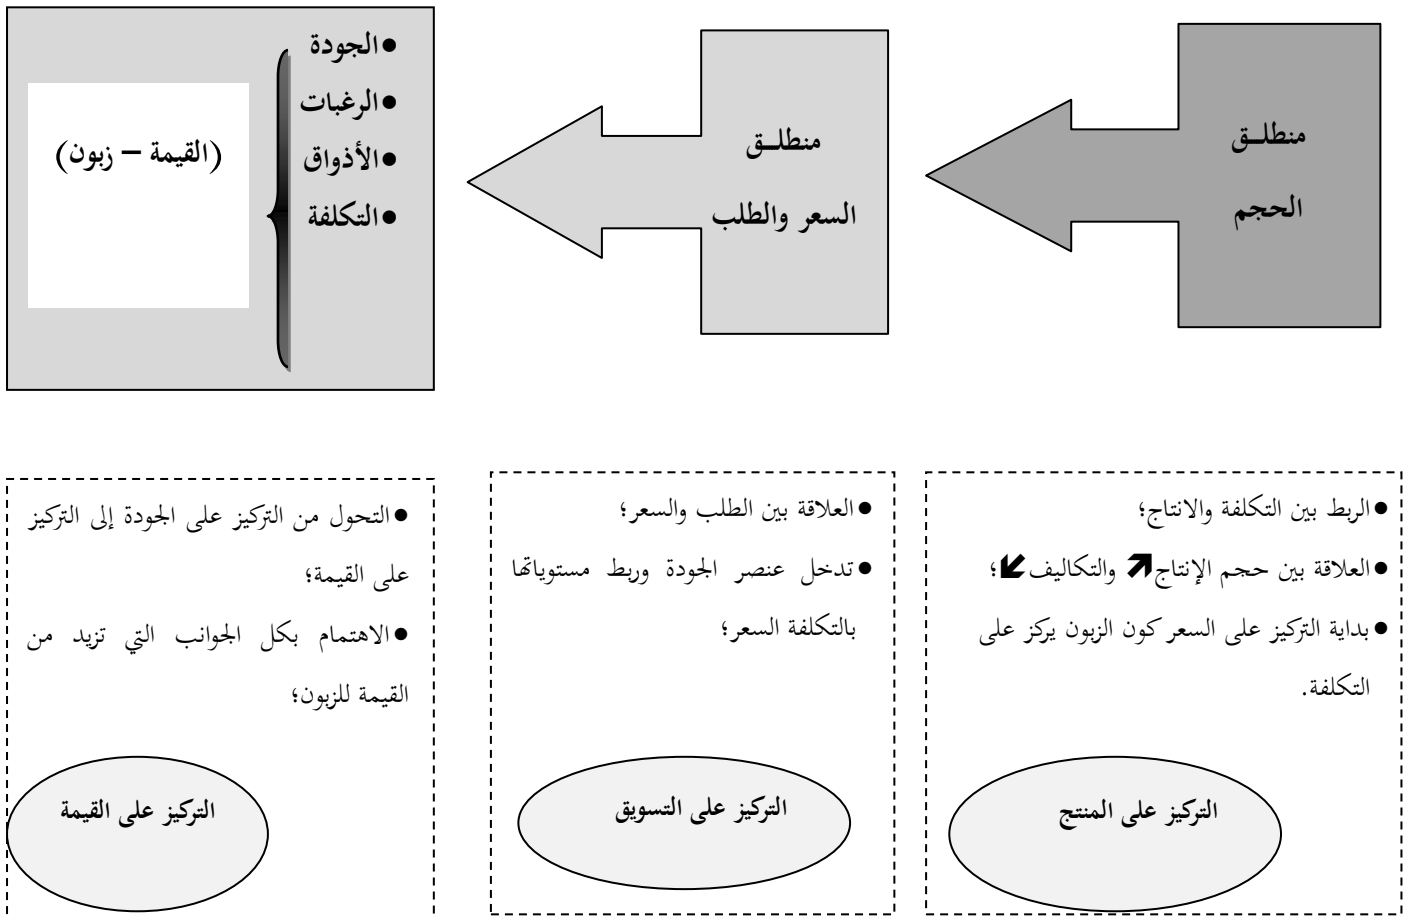 منطلــق
الحجم
منطلــق
السعر والطلب
●الجودة
●الرغبات
●الأذواق
●التكلفة
(القيمة – زبون)
●الربط بين التكلفة والانتاج؛
●العلاقة بين حجم الإنتاج🡽 والتكاليف🡿؛
●بداية التركيز على السعر كون الزبون يركز على
التكلفة.
التركيز على المنتج
●العلاقة بين الطلب والسعر؛
●تدخل عنصر الجودة وربط مستوياتها
بالتكلفة السعر؛
التركيز على التسويق
●التحول من التركيز على الجودة إلى التركيز
على القيمة؛
●الاهتمام بكل الجوانب التي تزيد من
القيمة للزبون؛
التركيز على القيمة